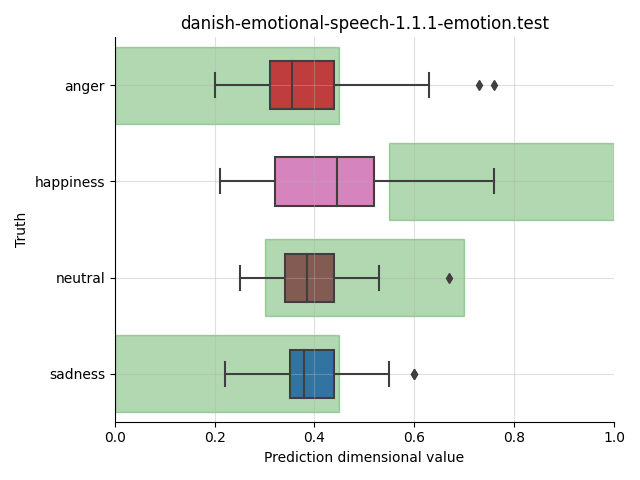 danish-emotional-speech-1.1.1-emotion.test
anger
happiness
neutral
sadness
Truth
0.0 0.2 0.4 0.6 0.8 1.0
Prediction dimensional value